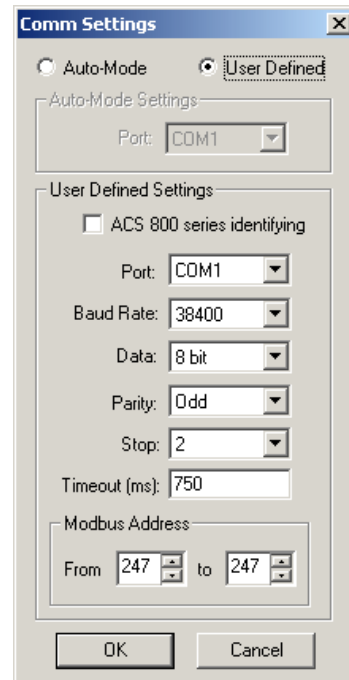 Comm Settings
Auto-Mode User Defined
Auto-Mode Settings
Port: COM1
User Defined Settings
ACS 800 series identifying
Port: COM1
Baud Rate: 38400
Data: 8 bit
Parity: Odd
Stop: 2
Timeout (ms): 750
Modbus Address
From 247 to 247
OK Cancel